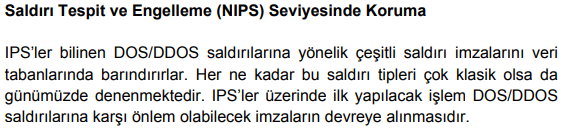 Saldırı Tespit ve Engelleme (NIPS) Seviyesinde Koruma
IPS'ler bilinen DOS/DDOS saldırılarına yönelik çeşitli saldırı imzalarını veri
tabanlarında barındırırlar. Her ne kadar bu saldırı tipleri çok klasik olsa da
günümüzde denenmektedir. IPS'ler üzerinde ilk yapılacak işlem DOS/DDOS
saldırılarına karşı önlem olabilecek imzaların devreye alınmasıdır.